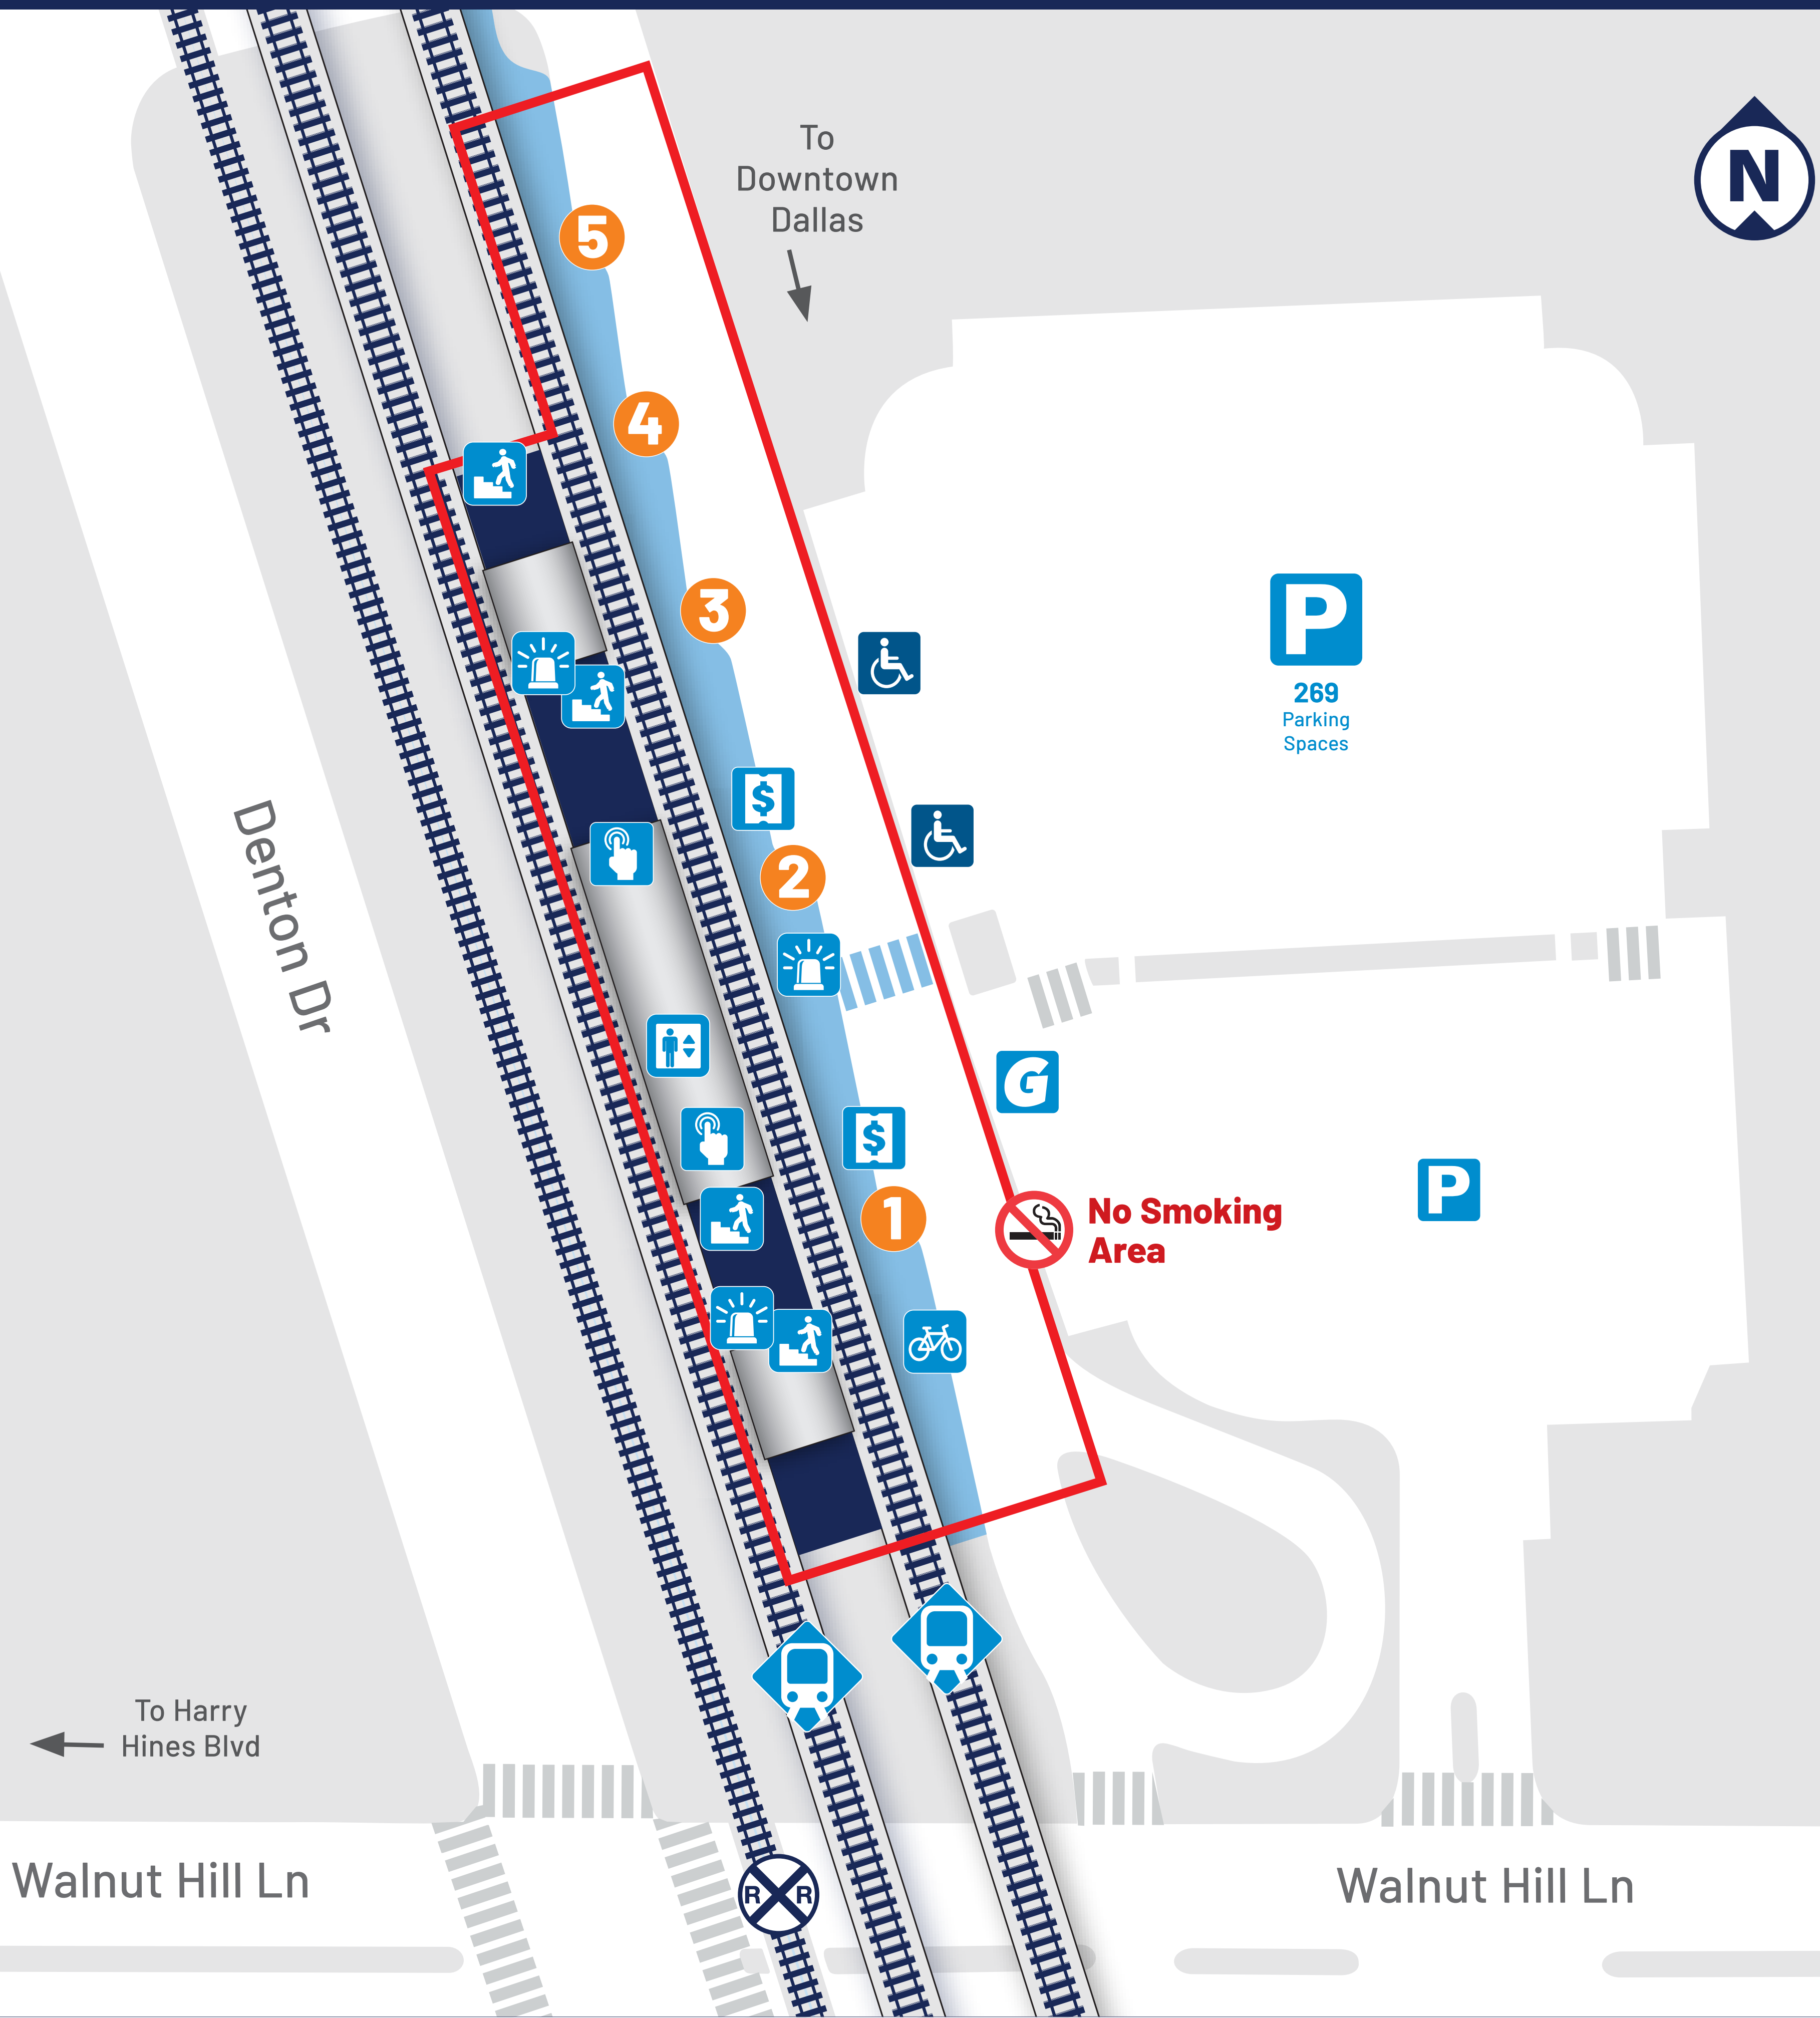 N
To
Downtown
Dallas
5
4
3
P
269
Parking
Spaces
$
2
Denton Dr
G
$
1
P
No Smoking
Area
To Harry
Hines Blvd
Walnut Hill Ln
R R
Walnut Hill Ln